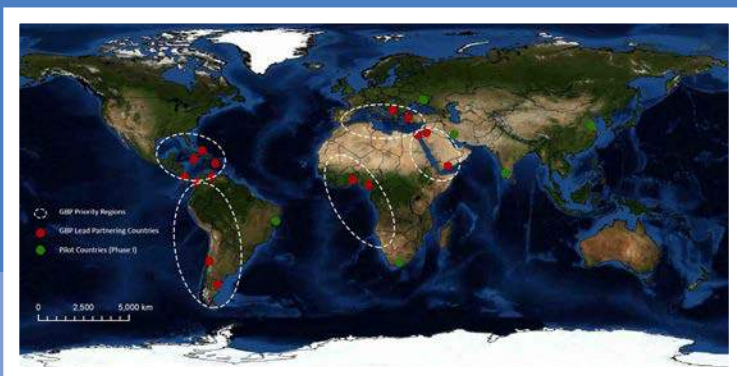 GBP Priority Regions
GBP Lead Partnering Countries
Pilot Countries (Phase I)
0 2,500 5,000 km